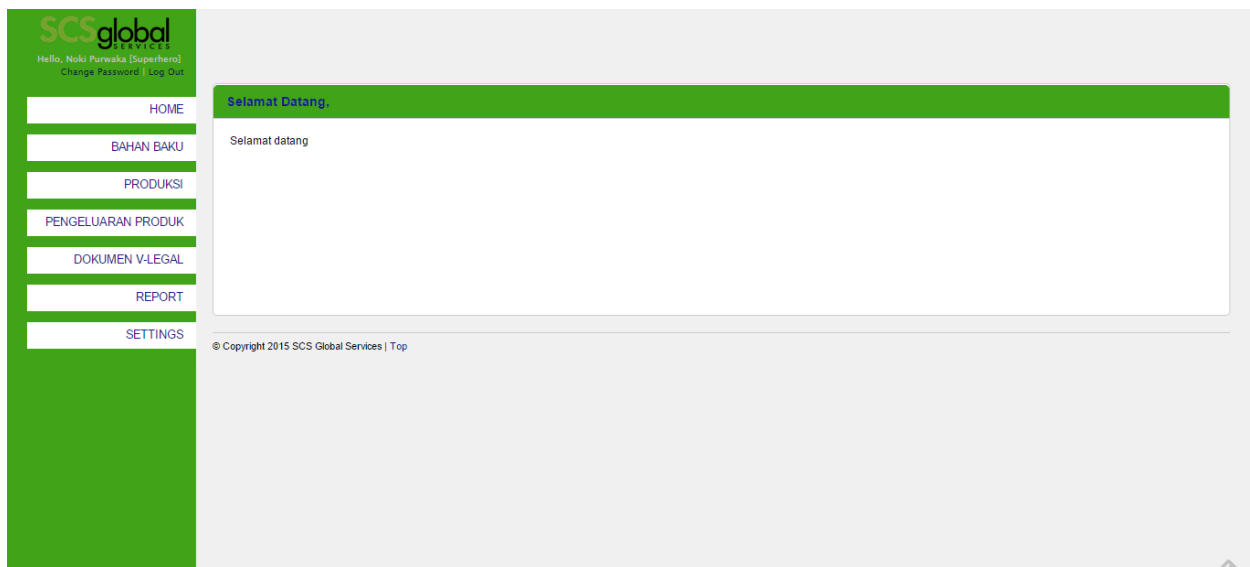 SCSglobal
SERVICES
Hello, Noki Purwaka [Superhero]
Change Password | Log Out
HOME
BAHAN BAKU
PRODUKSI
PENGELUARAN PRODUK
DOKUMEN V-LEGAL
REPORT
SETTINGS
Selamat Datang,
Selamat datang
© Copyright 2015 SCS Global Services | Top